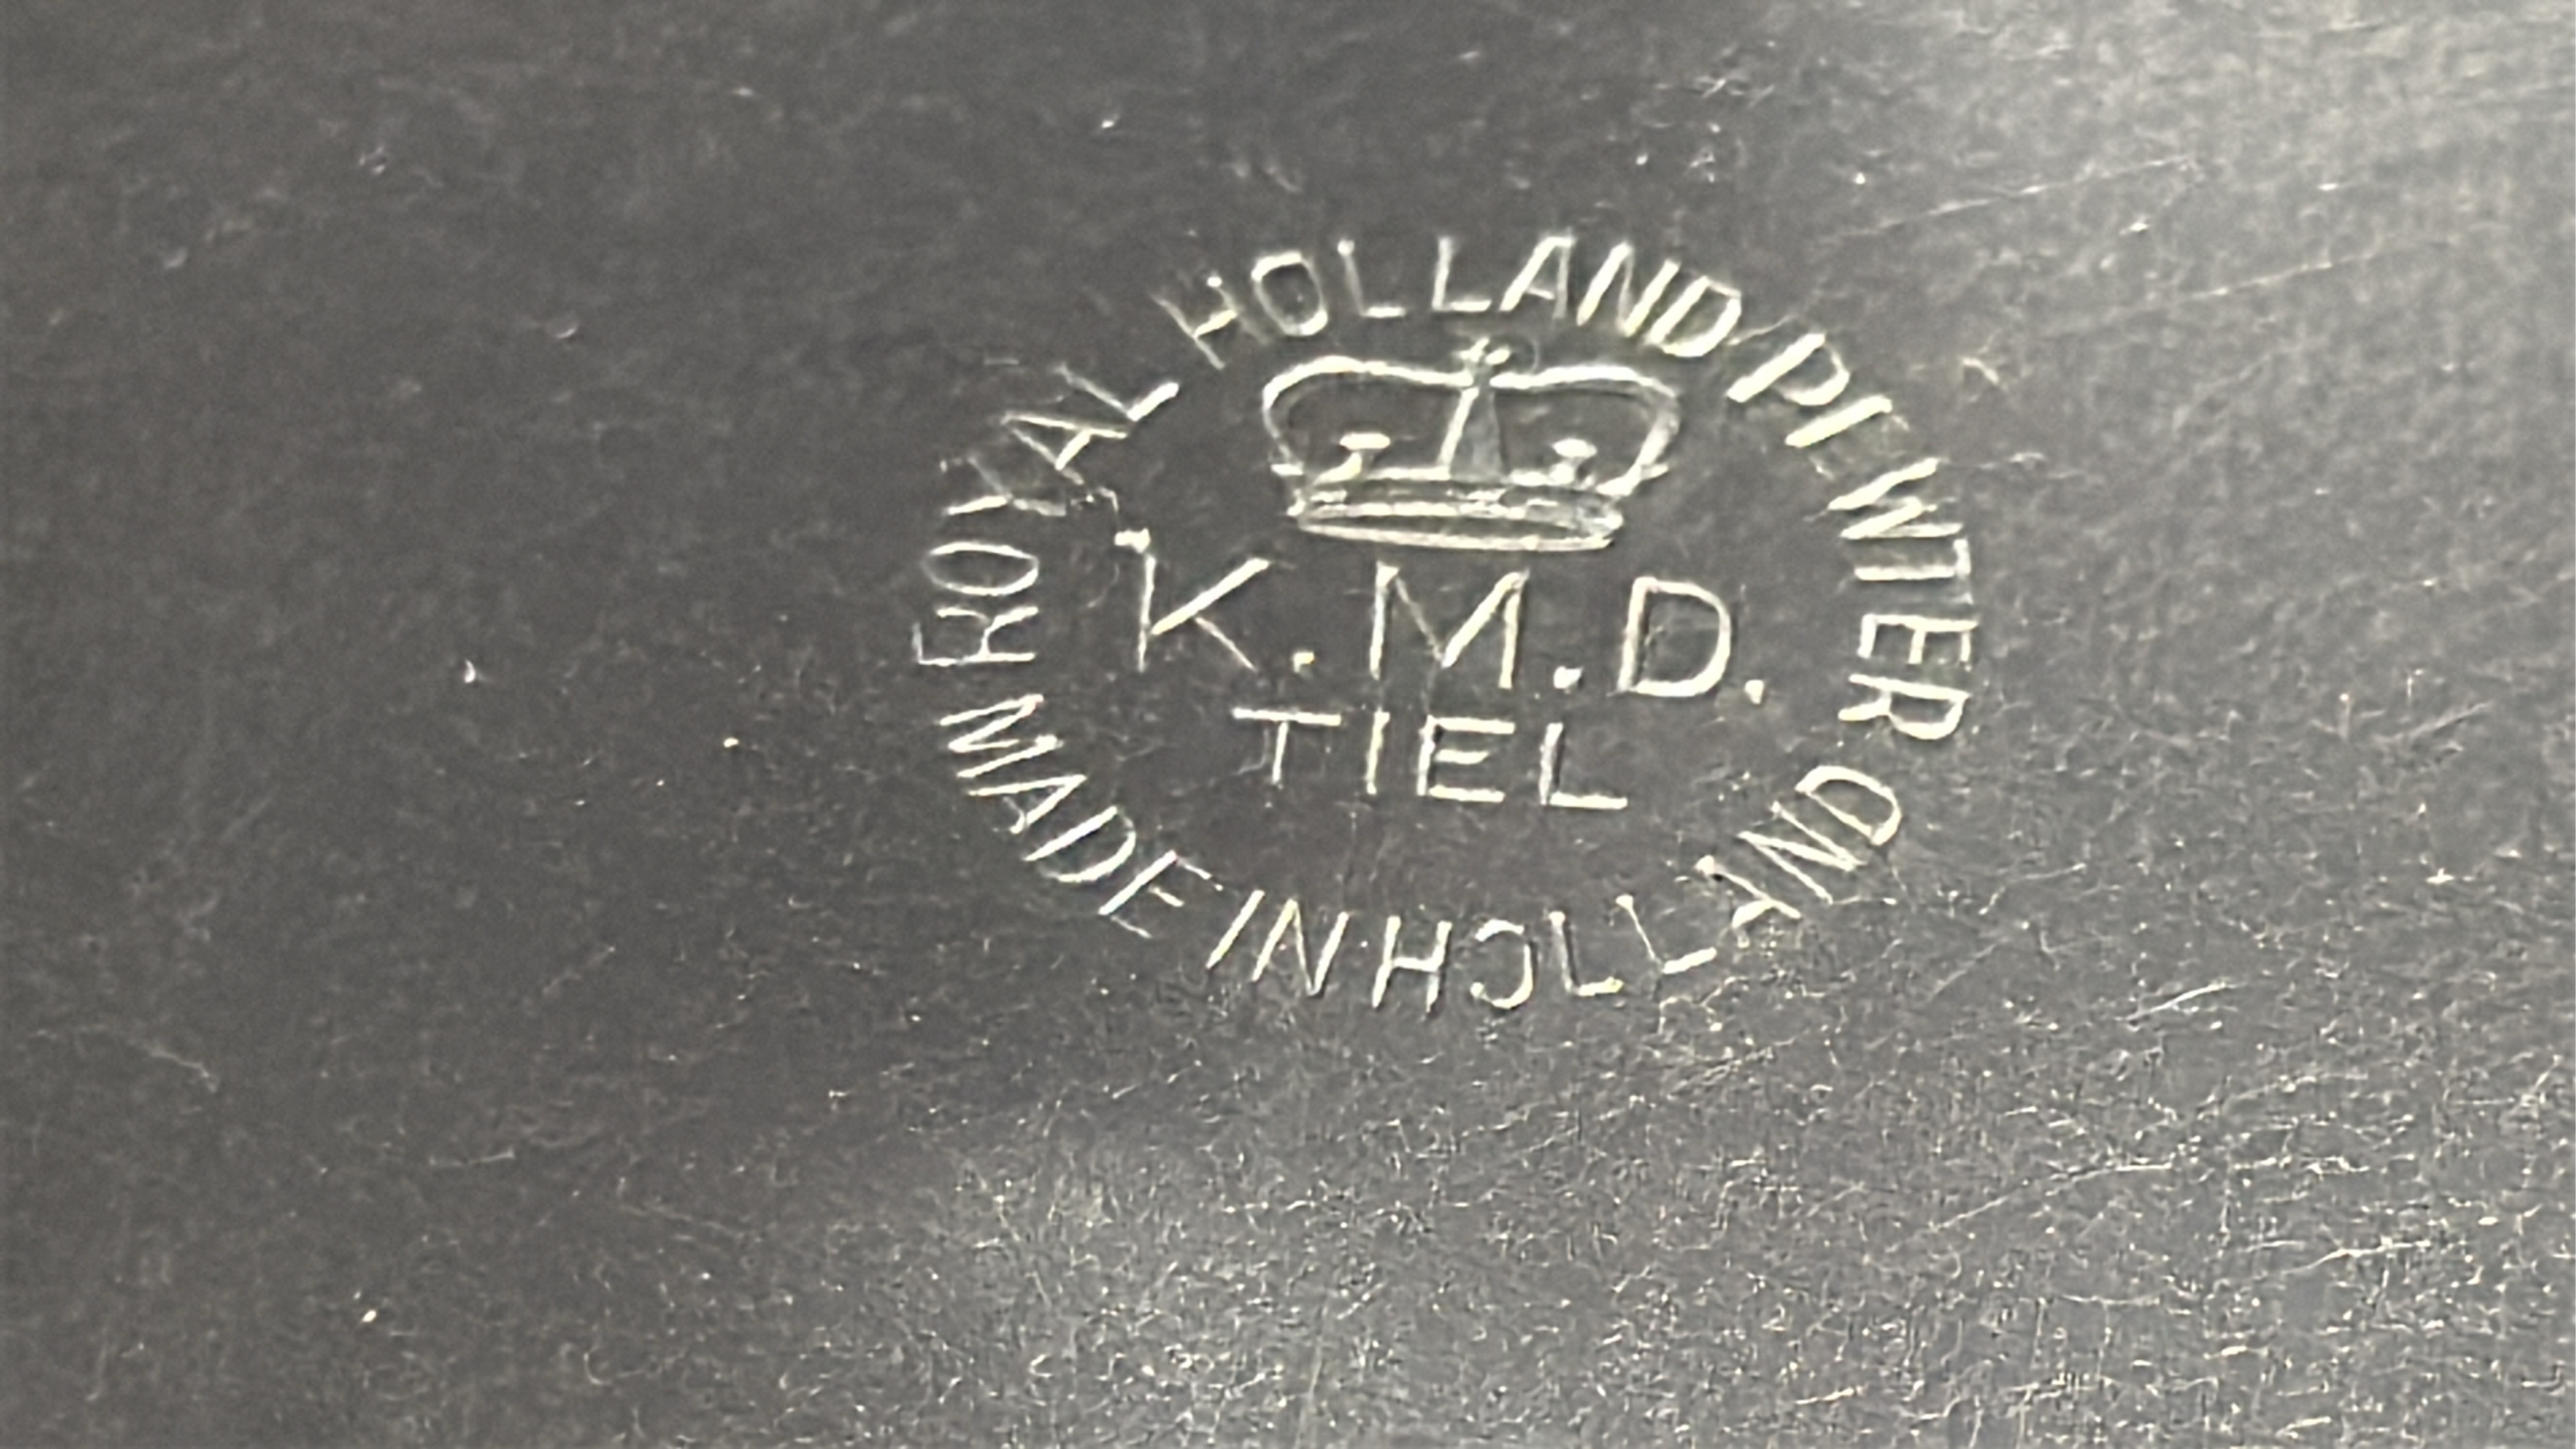 ROYAL HOLLAND PEWTER
K.M.D.
TIEL
MADE IN HOLLAND